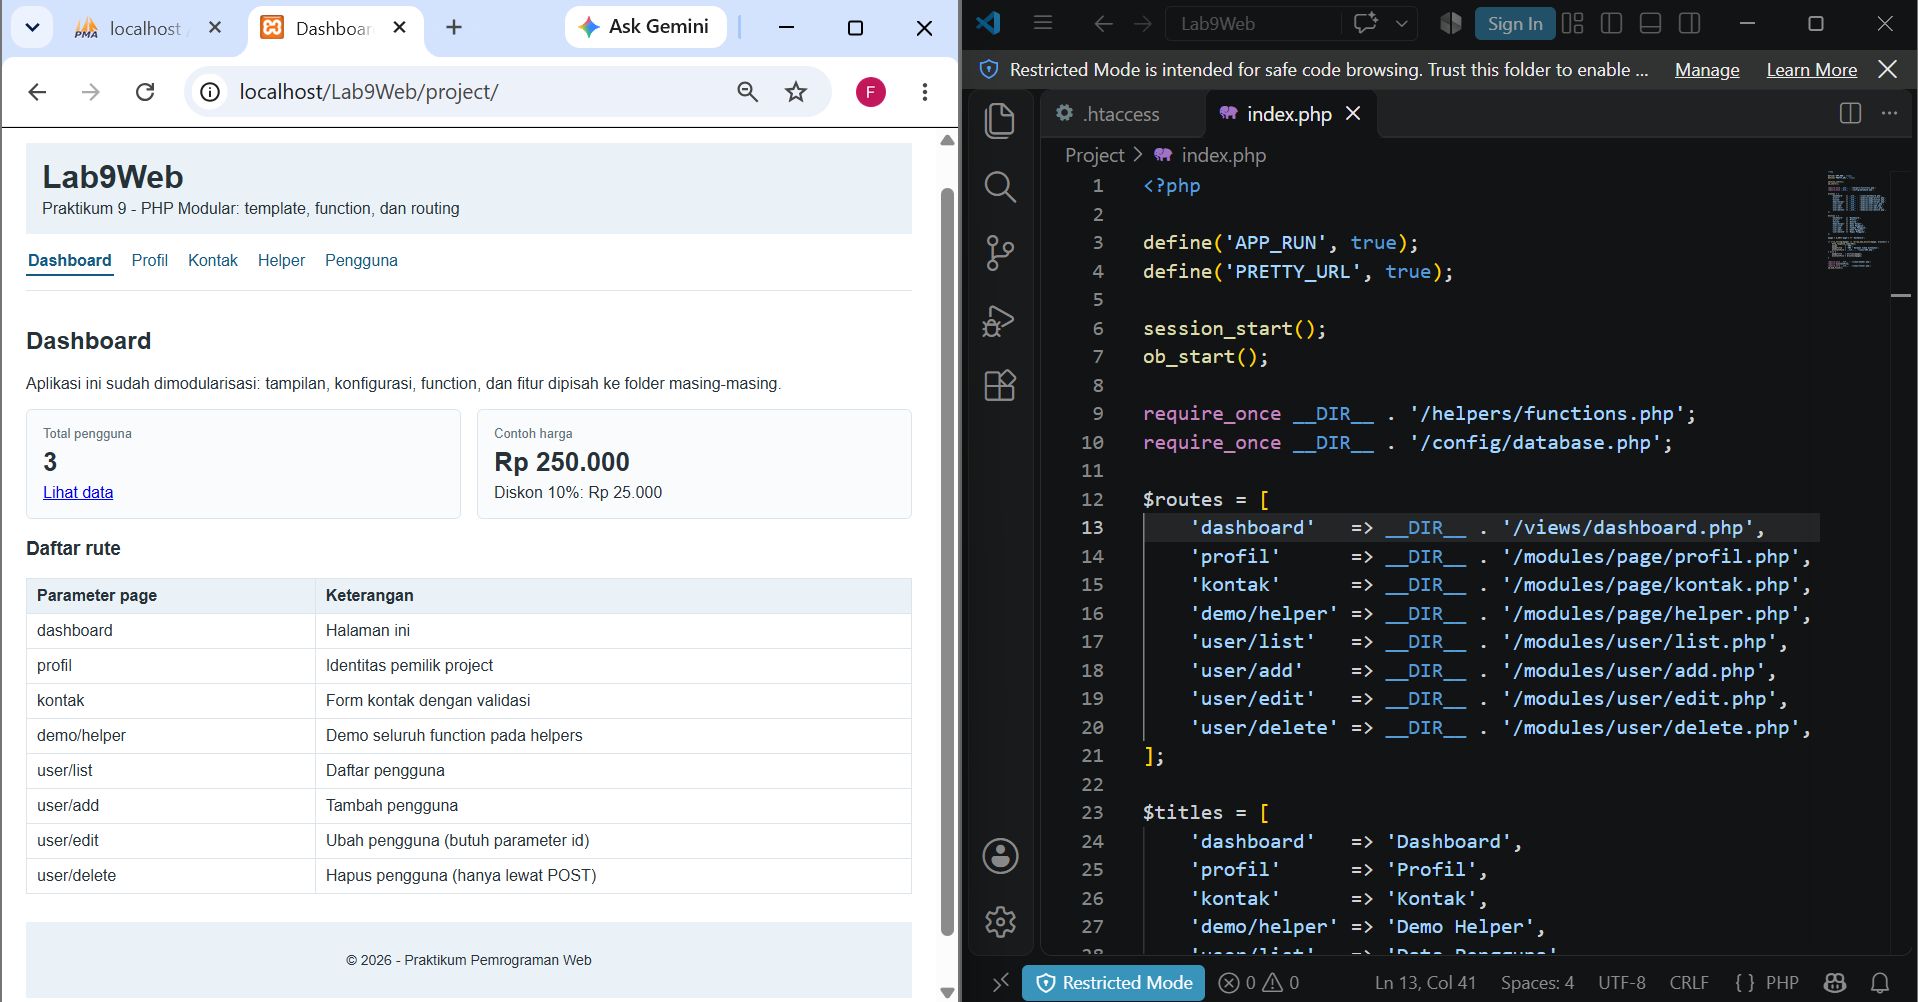 localhost /
Dashboar
Ask Gemini
localhost/Lab9Web/project/
F
Lab9Web
Praktikum 9 - PHP Modular: template, function, dan routing
Dashboard Profil Kontak Helper Pengguna
Dashboard
Aplikasi ini sudah dimodularisasi: tampilan, konfigurasi, function, dan fitur dipisah ke folder masing-masing.
Total pengguna
3
Lihat data
Contoh harga
Rp 250.000
Diskon 10%: Rp 25.000
Daftar rute
Parameter page Keterangan
dashboard Halaman ini
profil Identitas pemilik project
kontak Form kontak dengan validasi
demo/helper Demo seluruh function pada helpers
user/list Daftar pengguna
user/add Tambah pengguna
user/edit Ubah pengguna (butuh parameter id)
user/delete Hapus pengguna (hanya lewat POST)
© 2026 - Praktikum Pemrograman Web
Lab9Web
Sign In
Restricted Mode is intended for safe code browsing. Trust this folder to enable ... Manage Learn More
.htaccess index.php
Project > index.php
1 <?php
2
3 define('APP_RUN', true);
4 define('PRETTY_URL', true);
5
6 session_start();
7 ob_start();
8
9 require_once __DIR__ . '/helpers/functions.php';
10 require_once __DIR__ . '/config/database.php';
11
12 $routes = [
13 'dashboard' => __DIR__ . '/views/dashboard.php',
14 'profil' => __DIR__ . '/modules/page/profil.php',
15 'kontak' => __DIR__ . '/modules/page/kontak.php',
16 'demo/helper' => __DIR__ . '/modules/page/helper.php',
17 'user/list' => __DIR__ . '/modules/user/list.php',
18 'user/add' => __DIR__ . '/modules/user/add.php',
19 'user/edit' => __DIR__ . '/modules/user/edit.php',
20 'user/delete' => __DIR__ . '/modules/user/delete.php',
21 ];
22
23 $titles = [
24 'dashboard' => 'Dashboard',
25 'profil' => 'Profil',
26 'kontak' => 'Kontak',
27 'demo/helper' => 'Demo Helper',
28 'user/list' => 'Data Pengguna'
Restricted Mode 0 0 Ln 13, Col 41 Spaces: 4 UTF-8 CRLF { } PHP